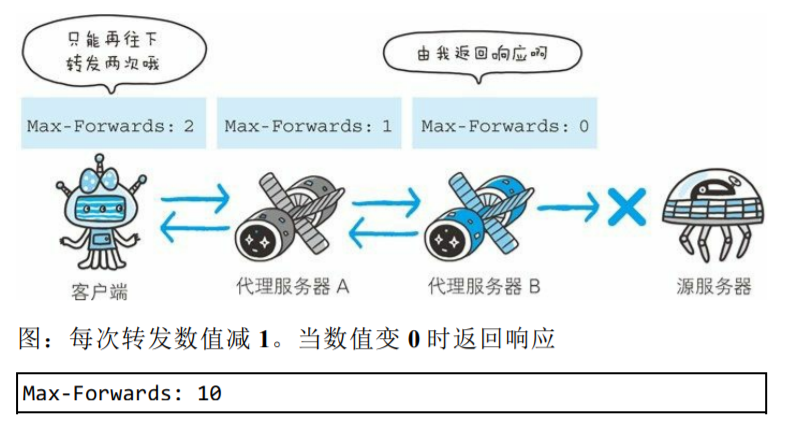 只能再往下
转发两次哦
由我返回响应啊
Max-Forwards: 2
Max-Forwards: 1
Max-Forwards: 0
客户端
代理服务器 A
代理服务器 B
源服务器
图：每次转发数值减 1。当数值变 0 时返回响应
Max-Forwards: 10